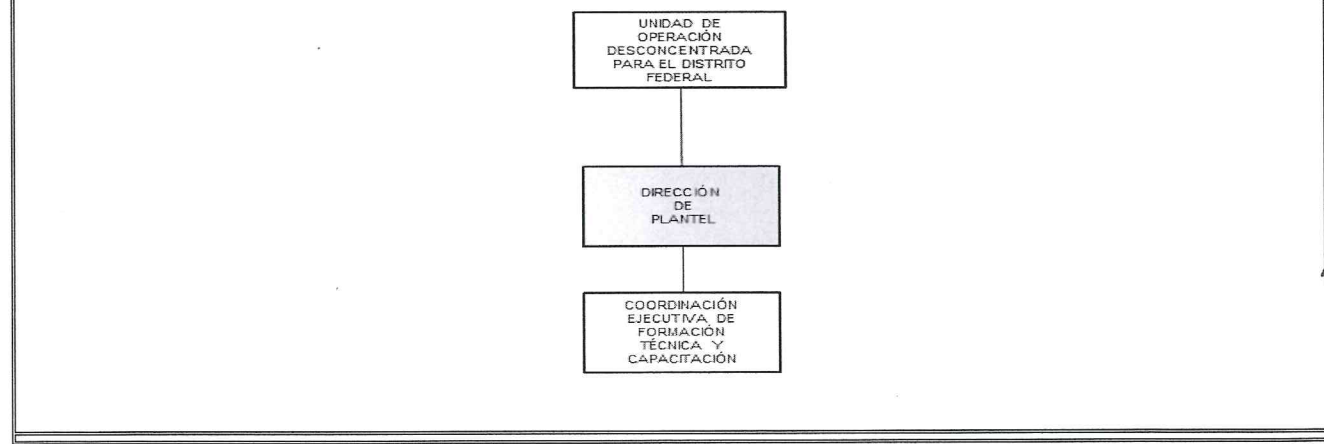 UNIDAD DE
OPERACIÓN
DESCONCENTRADA
PARA EL DISTRITO
FEDERAL
DIRECCIÓN
DE
PLANTEL
COORDINACIÓN
EJECUTIVA DE
FORMACIÓN
TÉCNICA Y
CAPACITACIÓN